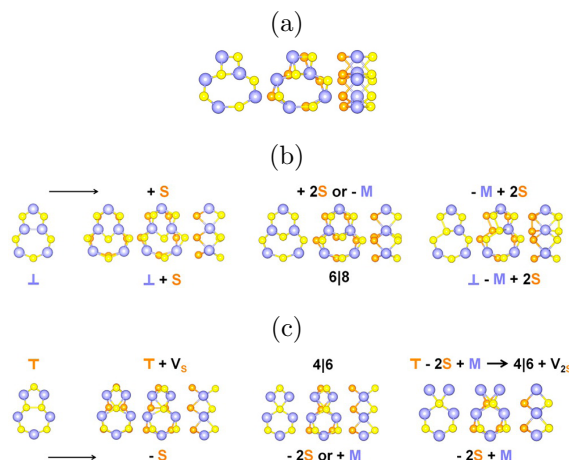 (a)
(b)
+ S
+ 2S or - M
- M + 2S
⊥
⊥ + S
6|8
⊥ - M + 2S
(c)
⊤
⊤ + V_S
4|6
⊤ - 2S + M → 4|6 + V_2S
- S
- 2S or + M
- 2S + M